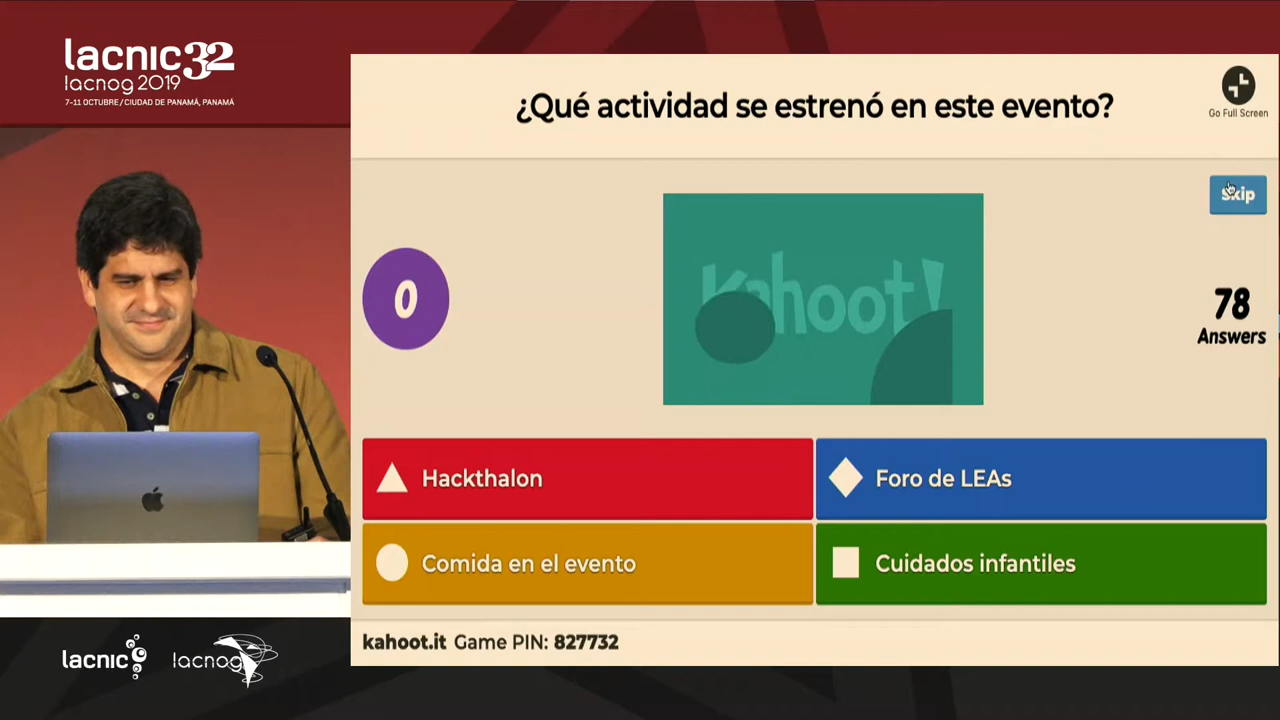 lacnic 32
lacnog 2019
7-11 OCTUBRE / CIUDAD DE PANAMÁ, PANAMÁ
¿Qué actividad se estrenó en este evento?
Go Full Screen
Skip
0
Kahoot!
78
Answers
Hackthalon
Foro de LEAs
Comida en el evento
Cuidados infantiles
kahoot.it Game PIN: 827732
lacnic lacnog